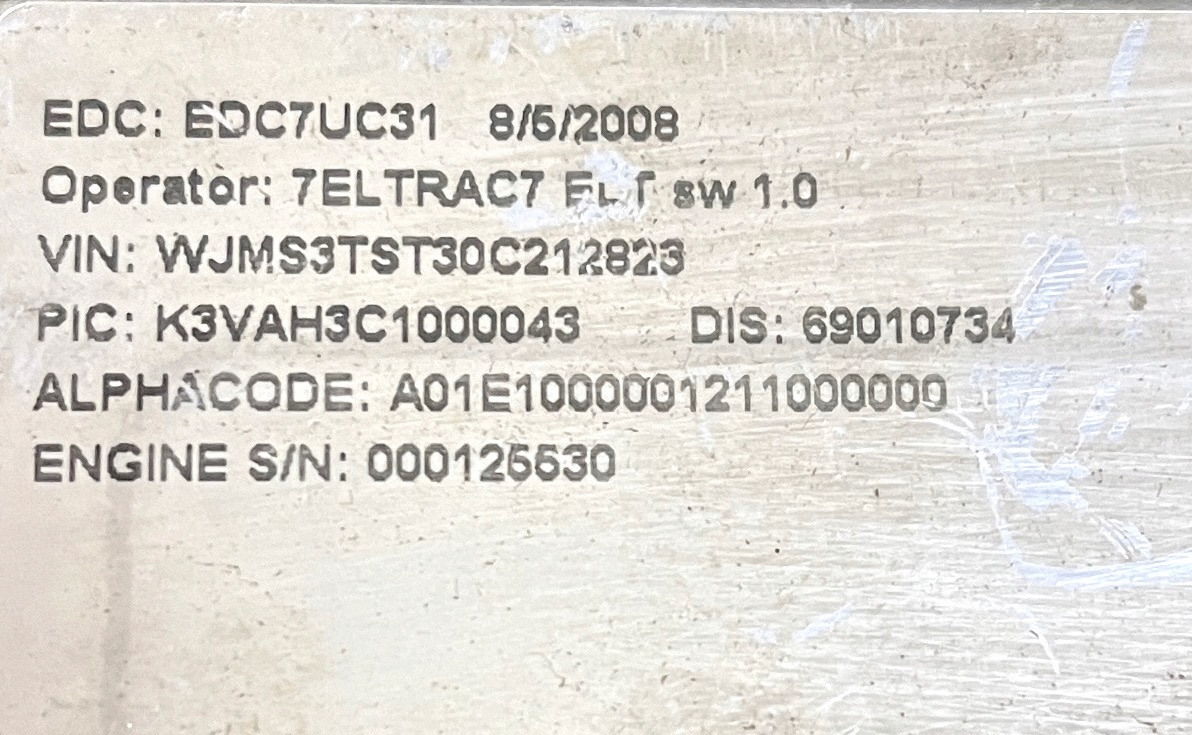 EDC: EDC7UC31 8/5/2008
Operator: 7ELTRAC7 ELT sw 1.0
VIN: WJMS3TST30C212823
PIC: K3VAH3C1000043 DIS: 69010734
ALPHACODE: A01E1000001211000000
ENGINE S/N: 000125530